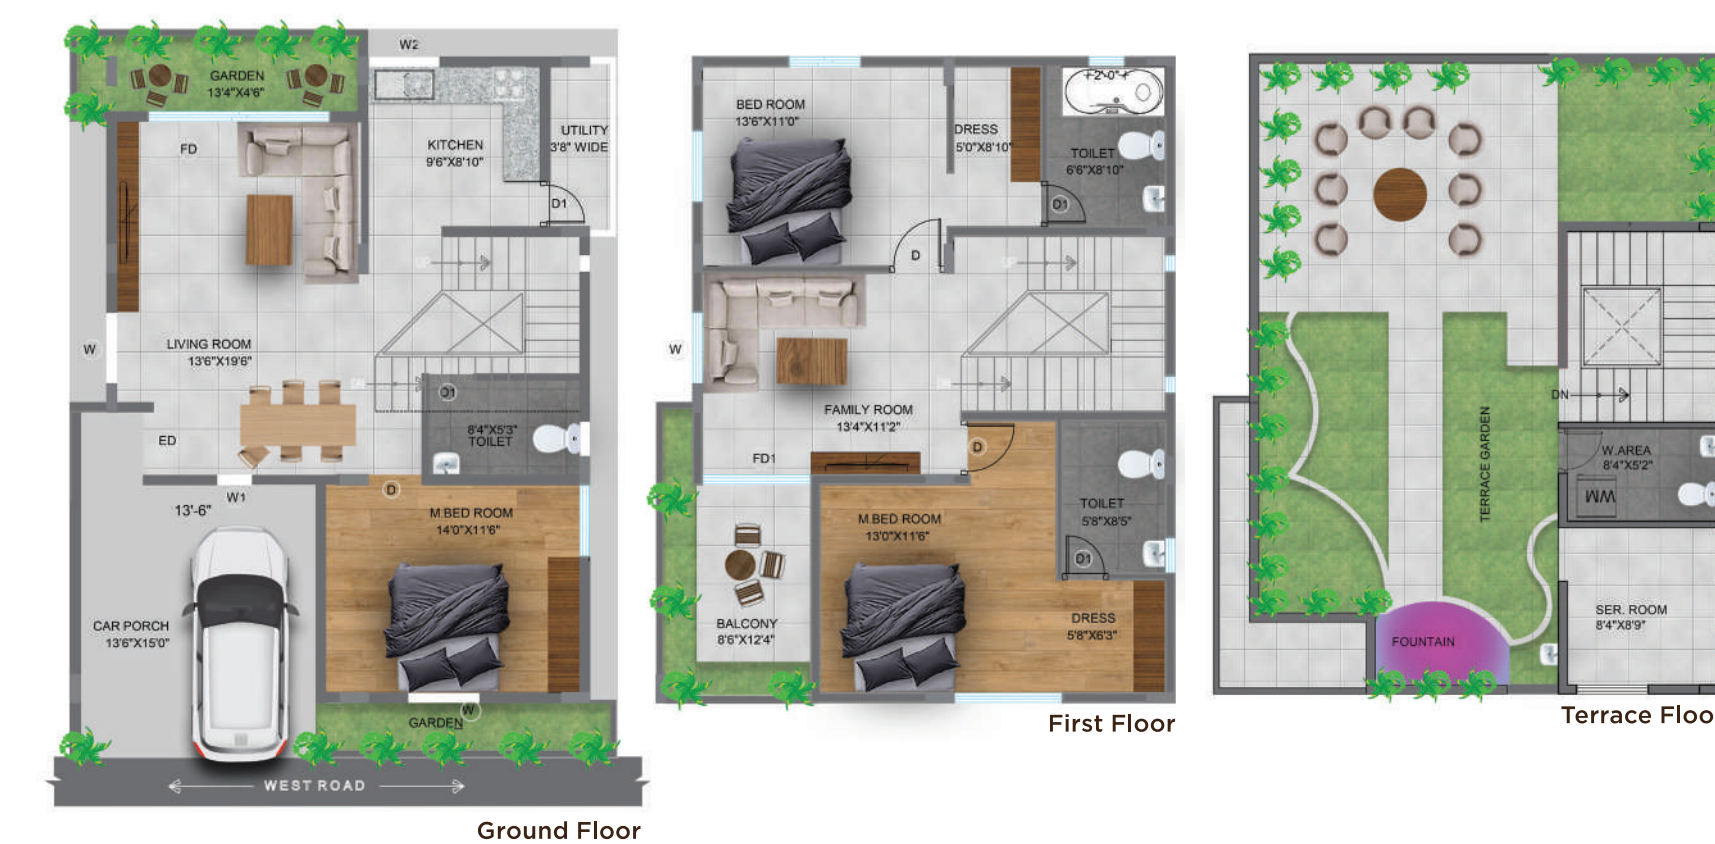 W2
GARDEN
13'4"X4'6"
FD
KITCHEN
9'6"X8'10"
UTILITY
3'8" WIDE
D1
UP
W
LIVING ROOM
13'6"X19'6"
DN
D1
8'4"X5'3"
TOILET
ED
W1
D
13'-6"
M.BED ROOM
14'0"X11'6"
CAR PORCH
13'6"X15'0"
W
GARDEN
WEST ROAD
Ground Floor
BED ROOM
13'6"X11'0"
DRESS
5'0"X8'10"
2'-0"
TOILET
6'6"X8'10"
D1
D
UP
W
DN
FAMILY ROOM
13'4"X11'2"
D
FD1
M.BED ROOM
13'0"X11'6"
TOILET
5'8"X8'5"
D1
BALCONY
8'6"X12'4"
DRESS
5'8"X6'3"
First Floor
DN
TERRACE GARDEN
W.AREA
8'4"X5'2"
WM
SER. ROOM
8'4"X8'9"
FOUNTAIN
Terrace Floo